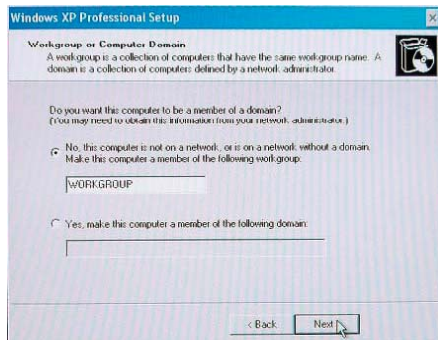 Windows XP Professional Setup
Workgroup or Computer Domain
A workgroup is a collection of computers that have the same workgroup name. A
domain is a collection of computers defined by a network administrator.
Do you want this computer to be a member of a domain?
(You may need to obtain this information from your network administrator.)
No, this computer is not on a network, or is on a network without a domain.
Make this computer a member of the following workgroup:
WORKGROUP
Yes, make this computer a member of the following domain:
< Back
Next >